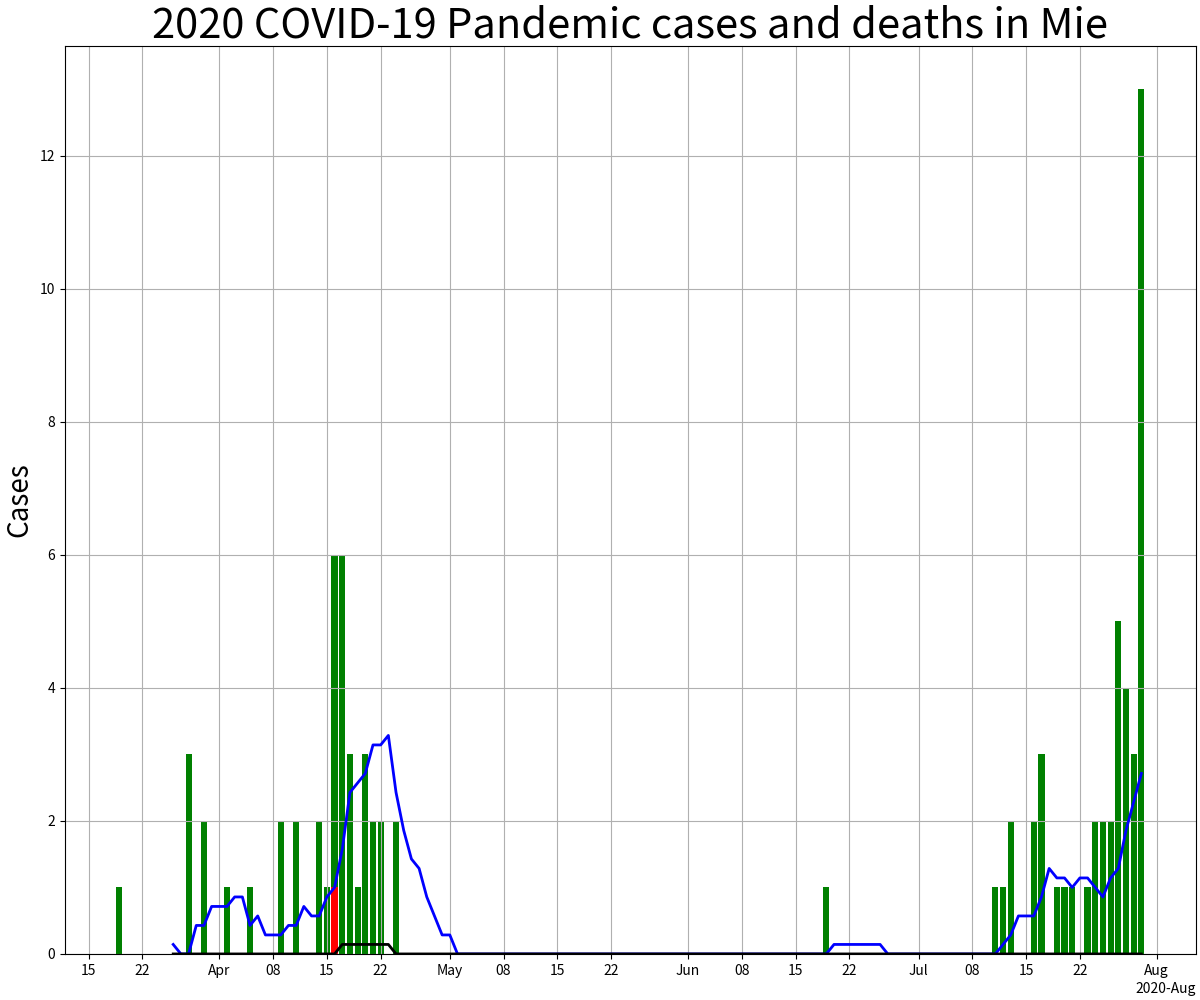 2020 COVID-19 Pandemic cases and deaths in Mie
Cases
12
10
8
6
4
2
0
15 22 Apr 08 15 22 May 08 15 22 Jun 08 15 22 Jul 08 15 22 Aug
2020-Aug